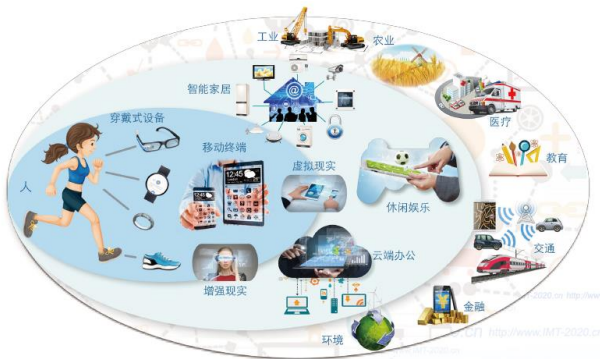 工业
农业
智能家居
医疗
穿戴式设备
移动终端
虚拟现实
教育
人
休闲娱乐
交通
云端办公
增强现实
金融
环境
12:45
12:45
http://www.IMT-2020.cn